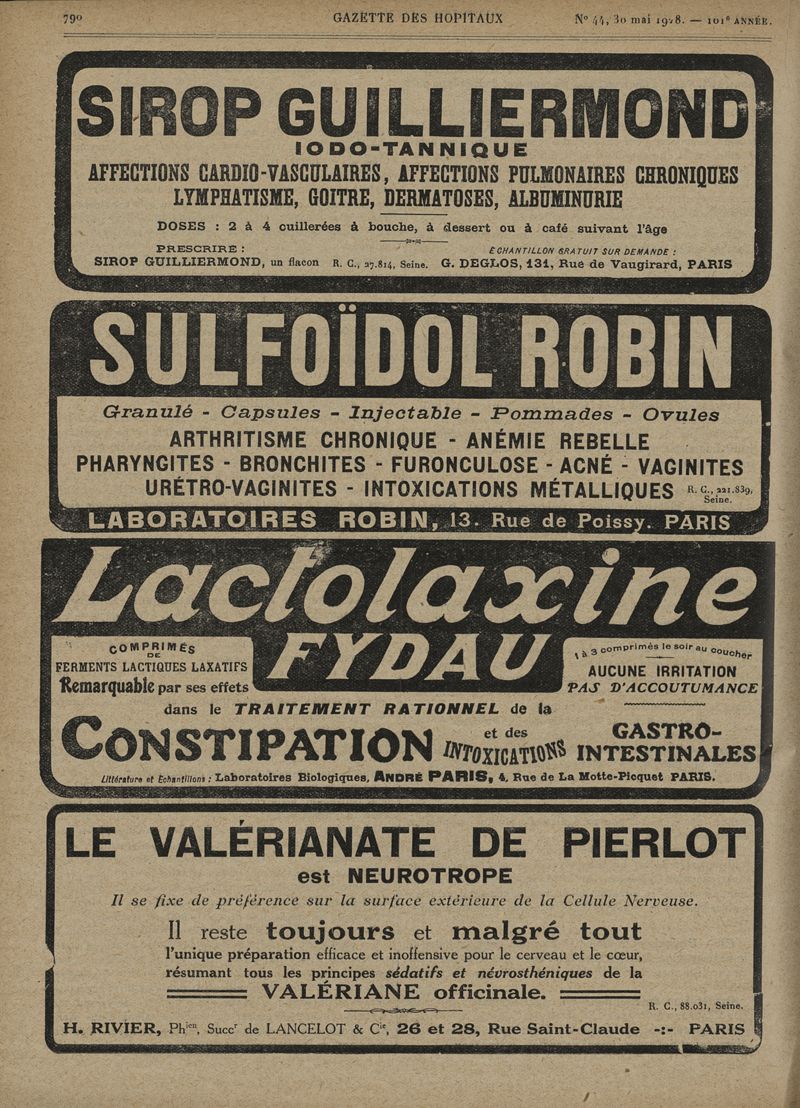 790
GAZETTE DES HOPITAUX
N° 44, 30 mai 1928. — 101e ANNÉE.
SIROP GUILLIERMOND
IODO-TANNIQUE
AFFECTIONS CARDIO-VASCULAIRES, AFFECTIONS PULMONAIRES CHRONIQUES
LYMPHATISME, GOITRE, DERMATOSES, ALBUMINURIE
DOSES : 2 à 4 cuillerées à bouche, à dessert ou à café suivant l'âge
PRESCRIRE :
ECHANTILLON GRATUIT SUR DEMANDE :
SIROP GUILLIERMOND, un flacon R. C., 27.814, Seine. G. DEGLOS, 131, Rue de Vaugirard, PARIS
SULFOÏDOL ROBIN
Granulé - Capsules - Injectable - Pommades - Ovules
ARTHRITISME CHRONIQUE - ANÉMIE REBELLE
PHARYNGITES - BRONCHITES - FURONCULOSE - ACNÉ - VAGINITES
URÉTRO-VAGINITES - INTOXICATIONS MÉTALLIQUES R. C., 221.839,
Seine.
LABORATOIRES ROBIN, 13. Rue de Poissy. PARIS
Lactolaxine
FYDAU
COMPRIMÉS
DE
FERMENTS LACTIQUES LAXATIFS
Remarquable par ses effets
1 à 3 comprimés le soir au coucher
AUCUNE IRRITATION
PAS D'ACCOUTUMANCE
dans le TRAITEMENT RATIONNEL de la
CONSTIPATION et des INTOXICATIONS GASTRO-
INTESTINALES
Littérature et Echantillons : Laboratoires Biologiques, ANDRÉ PARIS, 4, Rue de La Motte-Picquet PARIS.
LE VALÉRIANATE DE PIERLOT
est NEUROTROPE
Il se fixe de préférence sur la surface extérieure de la Cellule Nerveuse.
Il reste toujours et malgré tout
l'unique préparation efficace et inoffensive pour le cerveau et le cœur,
résumant tous les principes sédatifs et névrosthéniques de la
VALÉRIANE officinale.
R. C., 88.031, Seine.
H. RIVIER, Phien, Succr de LANCELOT & Cie, 26 et 28, Rue Saint-Claude -:- PARIS